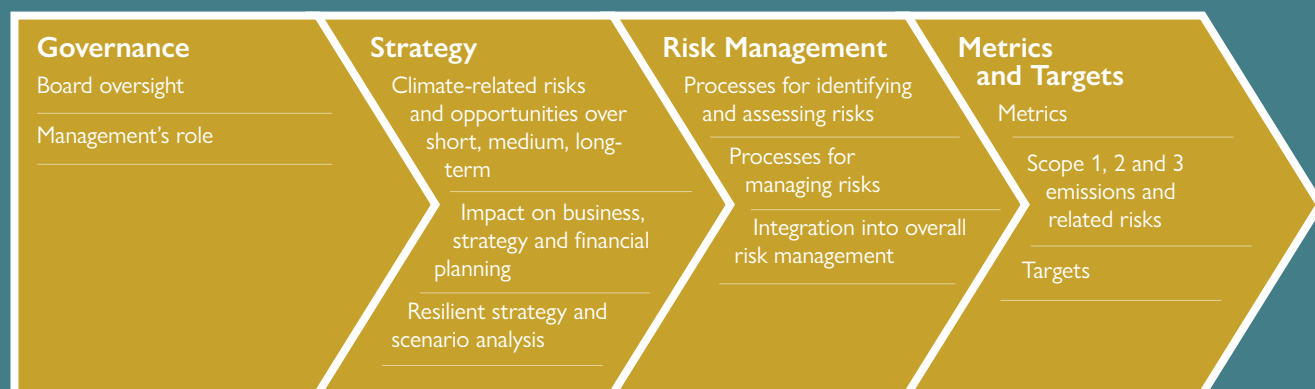 Governance
Board oversight
Management’s role
Strategy
Climate-related risks
and opportunities over
short, medium, long-
term
Impact on business,
strategy and financial
planning
Resilient strategy and
scenario analysis
Risk Management
Processes for identifying
and assessing risks
Processes for
managing risks
Integration into overall
risk management
Metrics
and Targets
Metrics
Scope 1, 2 and 3
emissions and
related risks
Targets